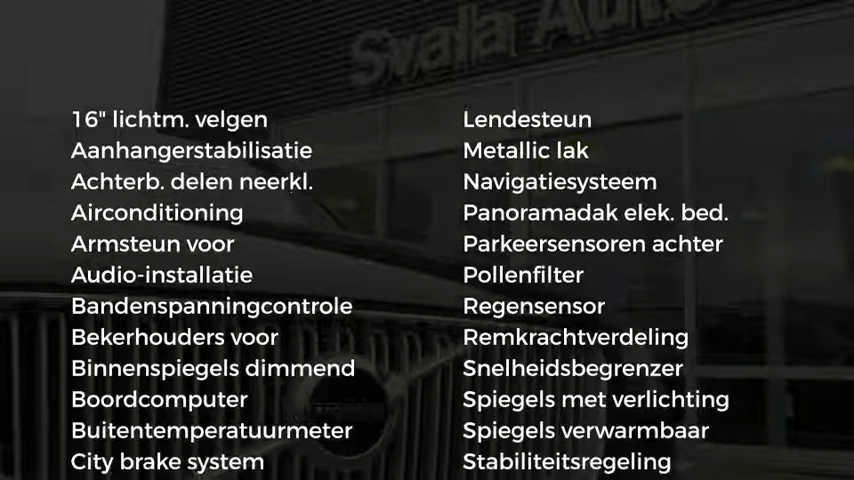 Svala Auto
16" lichtm. velgen
Aanhangerstabilisatie
Achterb. delen neerkl.
Airconditioning
Armsteun voor
Audio-installatie
Bandenspanningcontrole
Bekerhouders voor
Binnenspiegels dimmend
Boordcomputer
Buitentemperatuurmeter
City brake system
Lendesteun
Metallic lak
Navigatiesysteem
Panoramadak elek. bed.
Parkeersensoren achter
Pollenfilter
Regensensor
Remkrachtverdeling
Snelheidsbegrenzer
Spiegels met verlichting
Spiegels verwarmbaar
Stabiliteitsregeling